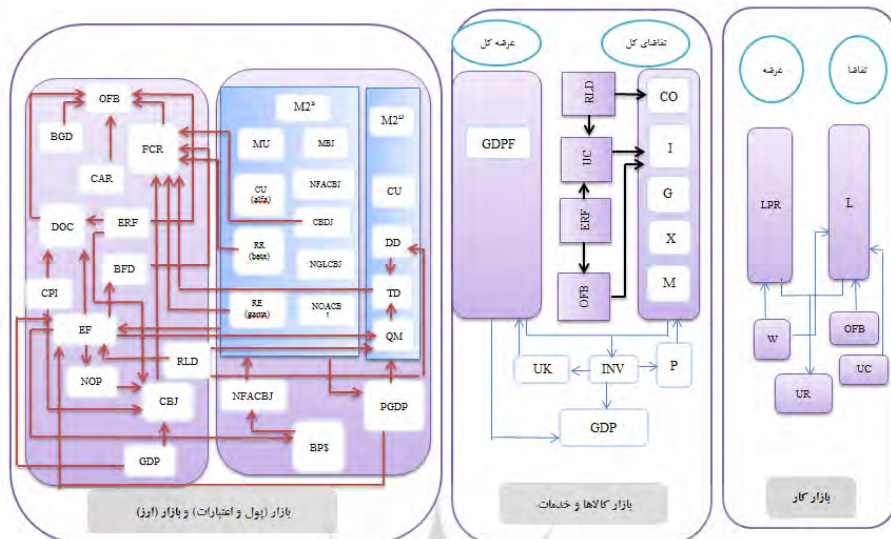 OFB
BGD
FCR
CAR
DOC
ERF
BFD
CPI
EF
RLD
NOP
CBJ
GDP
M2S
MU
MBJ
CU
(alfa)
NFACBJ
CBDJ
RR
(beta)
NGLCBJ
RE
NOACB
M2D
CU
DD
TD
QM
NFACBJ
PGDP
BP$
بازار (پول و اعتبارات) و بازار (ارز)
عرضه کل
تقاضای کل
GDPF
RLD
UC
ERF
OFB
CO
I
G
X
M
UK
INV
P
GDP
بازار کالاها و خدمات
عرضه
تقاضا
LPR
L
W
OFB
UR
UC
بازار کار